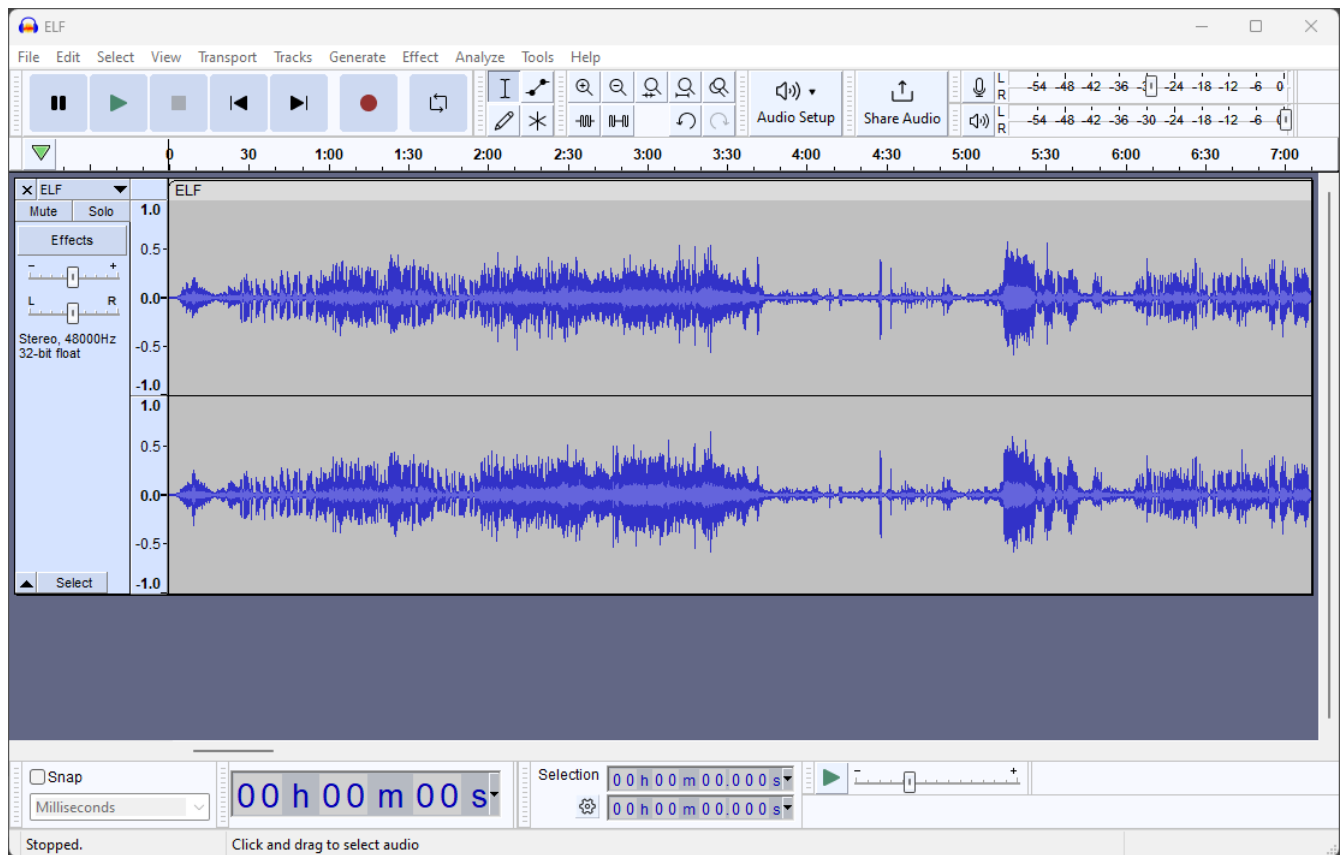 ELF
File Edit Select View Transport Tracks Generate Effect Analyze Tools Help
Audio Setup
Share Audio
L
R
-54 -48 -42 -36 -30 -24 -18 -12 -6 0
L
R
-54 -48 -42 -36 -30 -24 -18 -12 -6 0
0 30 1:00 1:30 2:00 2:30 3:00 3:30 4:00 4:30 5:00 5:30 6:00 6:30 7:00
ELF
ELF
Mute Solo
Effects
- +
L R
Stereo, 48000Hz
32-bit float
Select
1.0
0.5-
0.0-
-0.5-
-1.0
1.0
0.5-
0.0-
-0.5-
-1.0
Snap
Milliseconds
00 h 00 m 00 s
Selection
00 h 00 m 00.000 s
00 h 00 m 00.000 s
- +
Stopped.
Click and drag to select audio